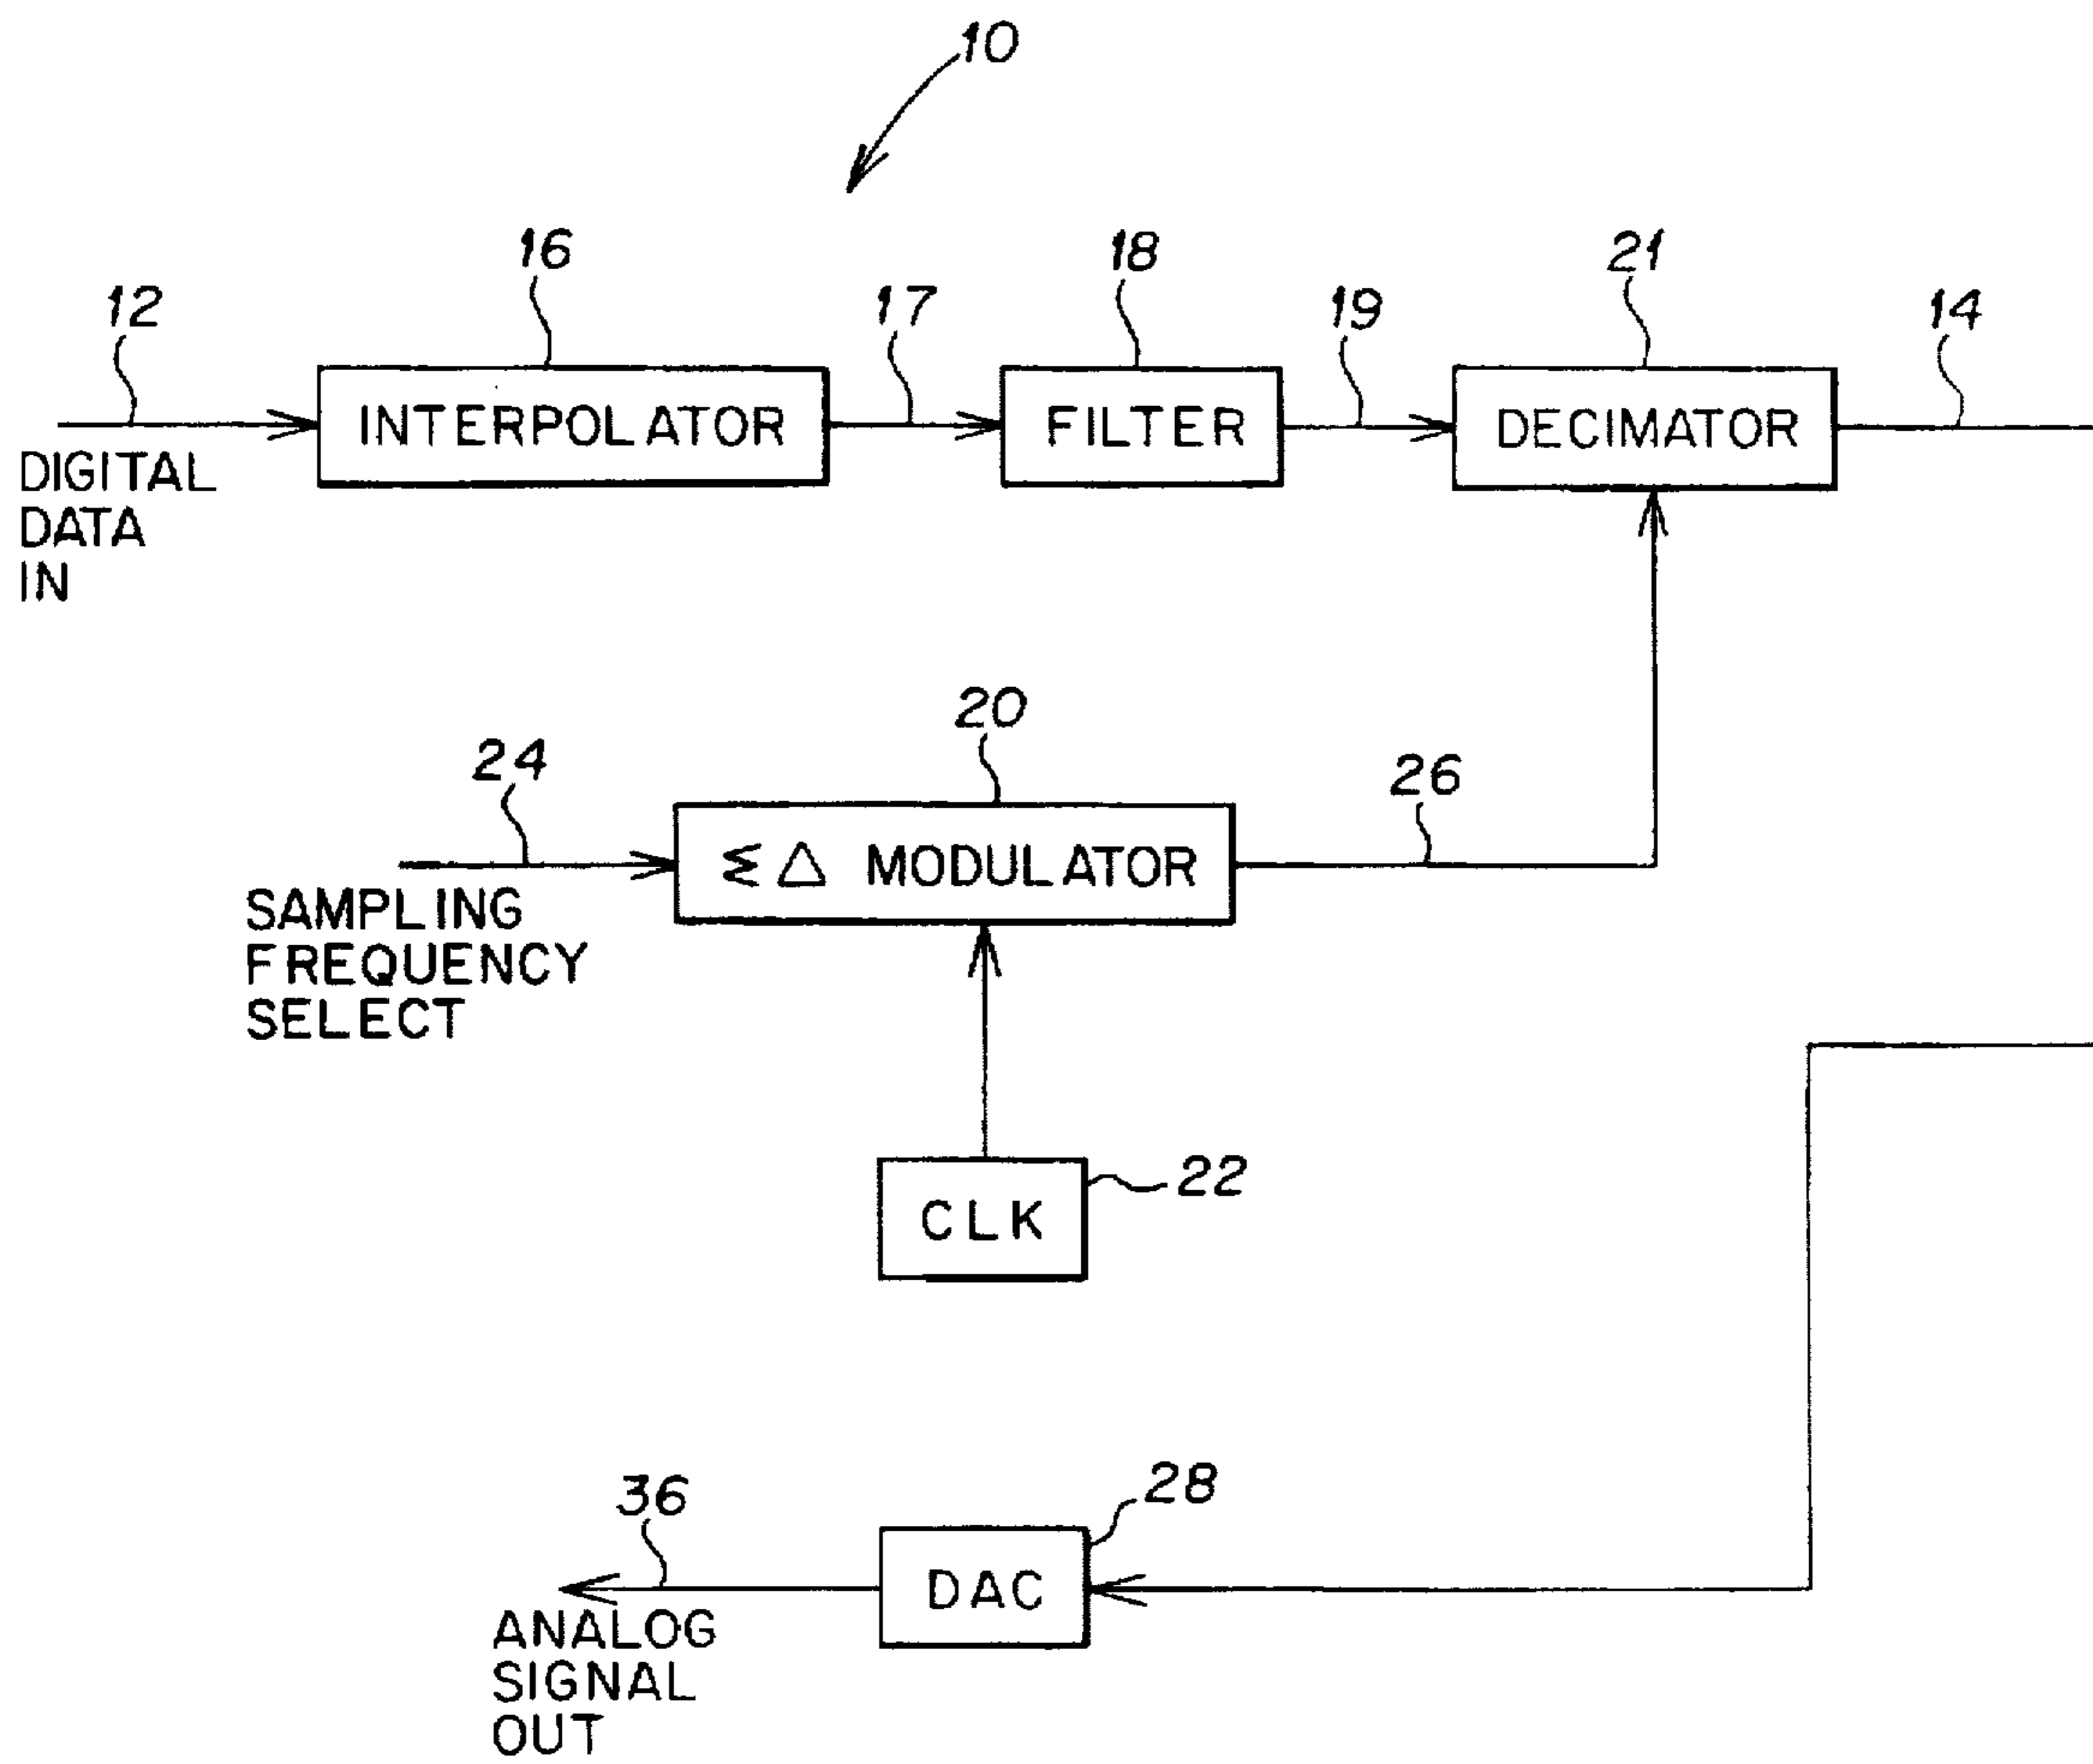 10
16
18
21
12
17
19
14
INTERPOLATOR
FILTER
DECIMATOR
DIGITAL
DATA
IN
20
24
26
ΣΔ MODULATOR
SAMPLING
FREQUENCY
SELECT
22
CLK
28
36
DAC
ANALOG
SIGNAL
OUT